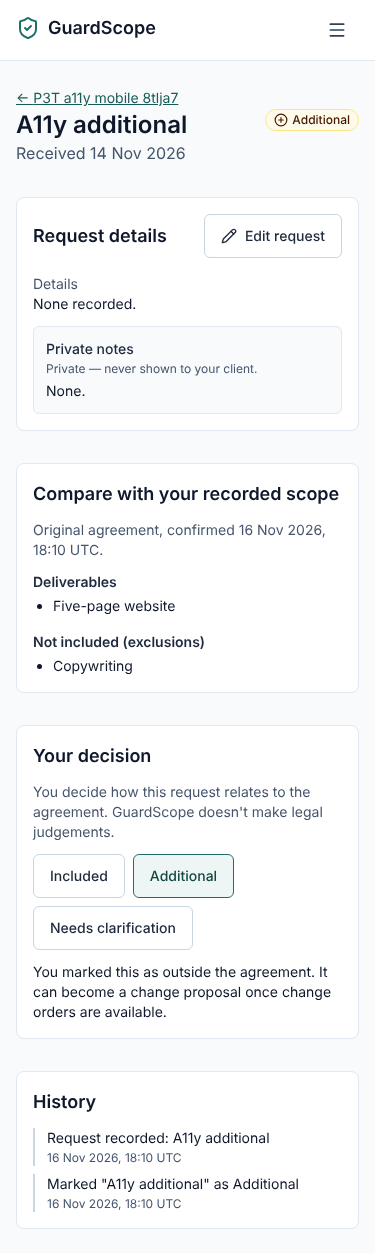 GuardScope
← P3T a11y mobile 8tlja7
A11y additional
Additional
Received 14 Nov 2026
Request details
Edit request
Details
None recorded.
Private notes
Private — never shown to your client.
None.
Compare with your recorded scope
Original agreement, confirmed 16 Nov 2026,
18:10 UTC.
Deliverables
• Five-page website
Not included (exclusions)
• Copywriting
Your decision
You decide how this request relates to the
agreement. GuardScope doesn't make legal
judgements.
Included
Additional
Needs clarification
You marked this as outside the agreement. It
can become a change proposal once change
orders are available.
History
Request recorded: A11y additional
16 Nov 2026, 18:10 UTC
Marked "A11y additional" as Additional
16 Nov 2026, 18:10 UTC